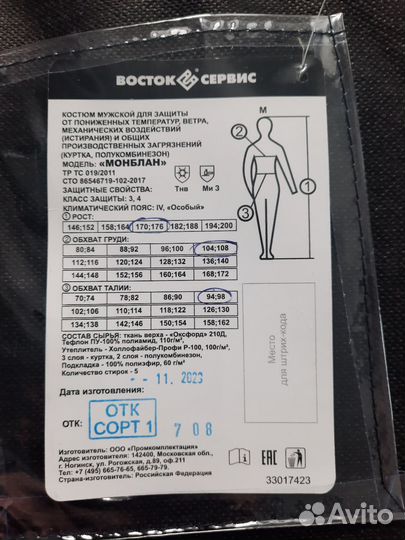 ВОСТОК СЕРВИС
КОСТЮМ МУЖСКОЙ ДЛЯ ЗАЩИТЫ
ОТ ПОНИЖЕННЫХ ТЕМПЕРАТУР, ВЕТРА,
МЕХАНИЧЕСКИХ ВОЗДЕЙСТВИЙ
(ИСТИРАНИЯ) И ОБЩИХ
ПРОИЗВОДСТВЕННЫХ ЗАГРЯЗНЕНИЙ
(КУРТКА, ПОЛУКОМБИНЕЗОН)
МОДЕЛЬ: «МОНБЛАН»
ТР ТС 019/2011
СТО 86546719-102-2017
ЗАЩИТНЫЕ СВОЙСТВА:
КЛАСС ЗАЩИТЫ: 3, 4
КЛИМАТИЧЕСКИЙ ПОЯС: IV, «Особый»
Тнв Ми 3
М
2
1
3
1 РОСТ:
146;152 158;164 170;176 182;188 194;200
2 ОБХВАТ ГРУДИ:
80;84 88;92 96;100 104;108
112;116 120;124 128;132 136;140
144;148 152;156 160;164 168;172
3 ОБХВАТ ТАЛИИ:
70;74 78;82 86;90 94;98
102;106 110;114 118;122 126;130
134;138 142;146 150;154 158;162
СОСТАВ СЫРЬЯ: ткань верха - «Оксфорд» 210Д,
Тефлон ПУ-100% полиамид, 110г/м²,
Утеплитель - Холлофайбер-Профи Р-100, 100г/м²,
3 слоя - куртка, 2 слоя - полукомбинезон,
Подкладка - 100% полиэфир, 60 г/м²
Количество стирок - 5
Дата изготовления:
-- 11. 2023
ОТК:
ОТК
СОРТ 1
708
Место
для штрих-кода
Изготовитель: ООО «Промкомплектация»
Адрес изготовителя: 142400, Московская обл.,
г. Ногинск, ул. Рогожская, д.89, оф.211
Тел: +7 (495) 665-76-65, 665-79-79.
Страна-изготовитель: Российская Федерация
EAC
33017423
Avito